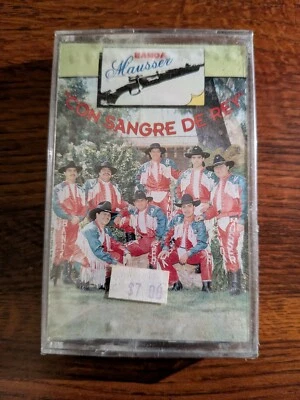 BANDA
Mausser
"CON SANGRE DE REY"
$7.00